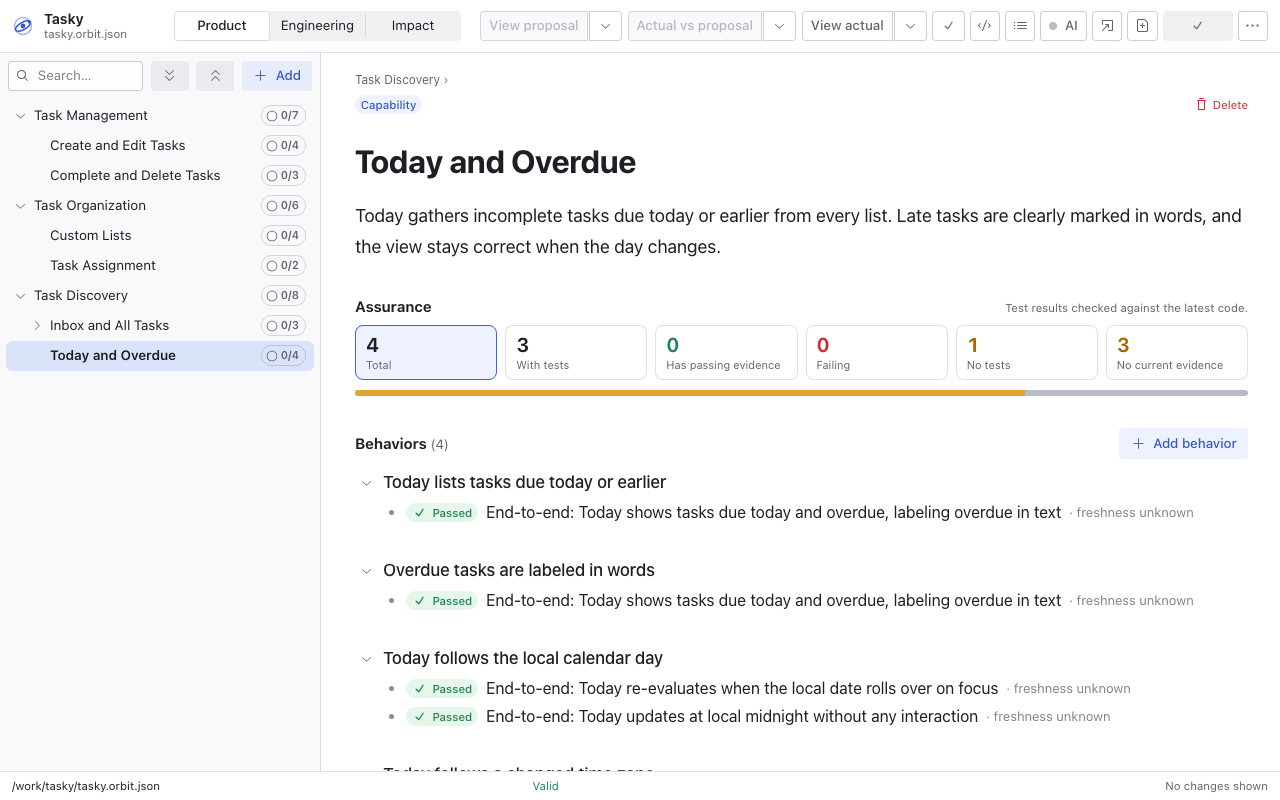 Tasky
tasky.orbit.json
Product
Engineering
Impact
View proposal
Actual vs proposal
View actual
</>
AI
Search...
Add
Task Management 0/7
Create and Edit Tasks 0/4
Complete and Delete Tasks 0/3
Task Organization 0/6
Custom Lists 0/4
Task Assignment 0/2
Task Discovery 0/8
Inbox and All Tasks 0/3
Today and Overdue 0/4
Task Discovery ›
Capability
Delete
Today and Overdue
Today gathers incomplete tasks due today or earlier from every list. Late tasks are clearly marked in words, and
the view stays correct when the day changes.
Assurance
Test results checked against the latest code.
4
Total
3
With tests
0
Has passing evidence
0
Failing
1
No tests
3
No current evidence
Behaviors (4)
Add behavior
Today lists tasks due today or earlier
Passed End-to-end: Today shows tasks due today and overdue, labeling overdue in text · freshness unknown
Overdue tasks are labeled in words
Passed End-to-end: Today shows tasks due today and overdue, labeling overdue in text · freshness unknown
Today follows the local calendar day
Passed End-to-end: Today re-evaluates when the local date rolls over on focus · freshness unknown
Passed End-to-end: Today updates at local midnight without any interaction · freshness unknown
Today follows a changed time zone
/work/tasky/tasky.orbit.json
Valid
No changes shown